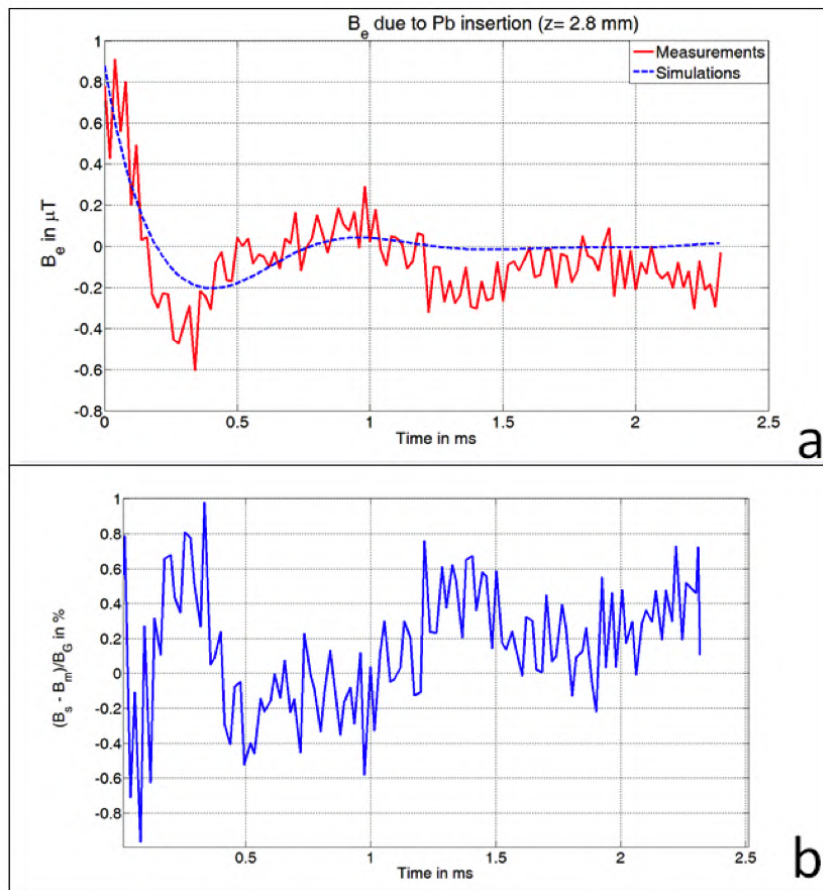 B_e due to Pb insertion (z= 2.8 mm)
Measurements
Simulations
1
0.8
0.6
0.4
0.2
0
-0.2
-0.4
-0.6
-0.8
B_e in μT
0 0.5 1 1.5 2 2.5
Time in ms
a
1
0.8
0.6
0.4
0.2
0
-0.2
-0.4
-0.6
-0.8
(B_s - B_m)/B_G in %
0.5 1 1.5 2 2.5
Time in ms
b